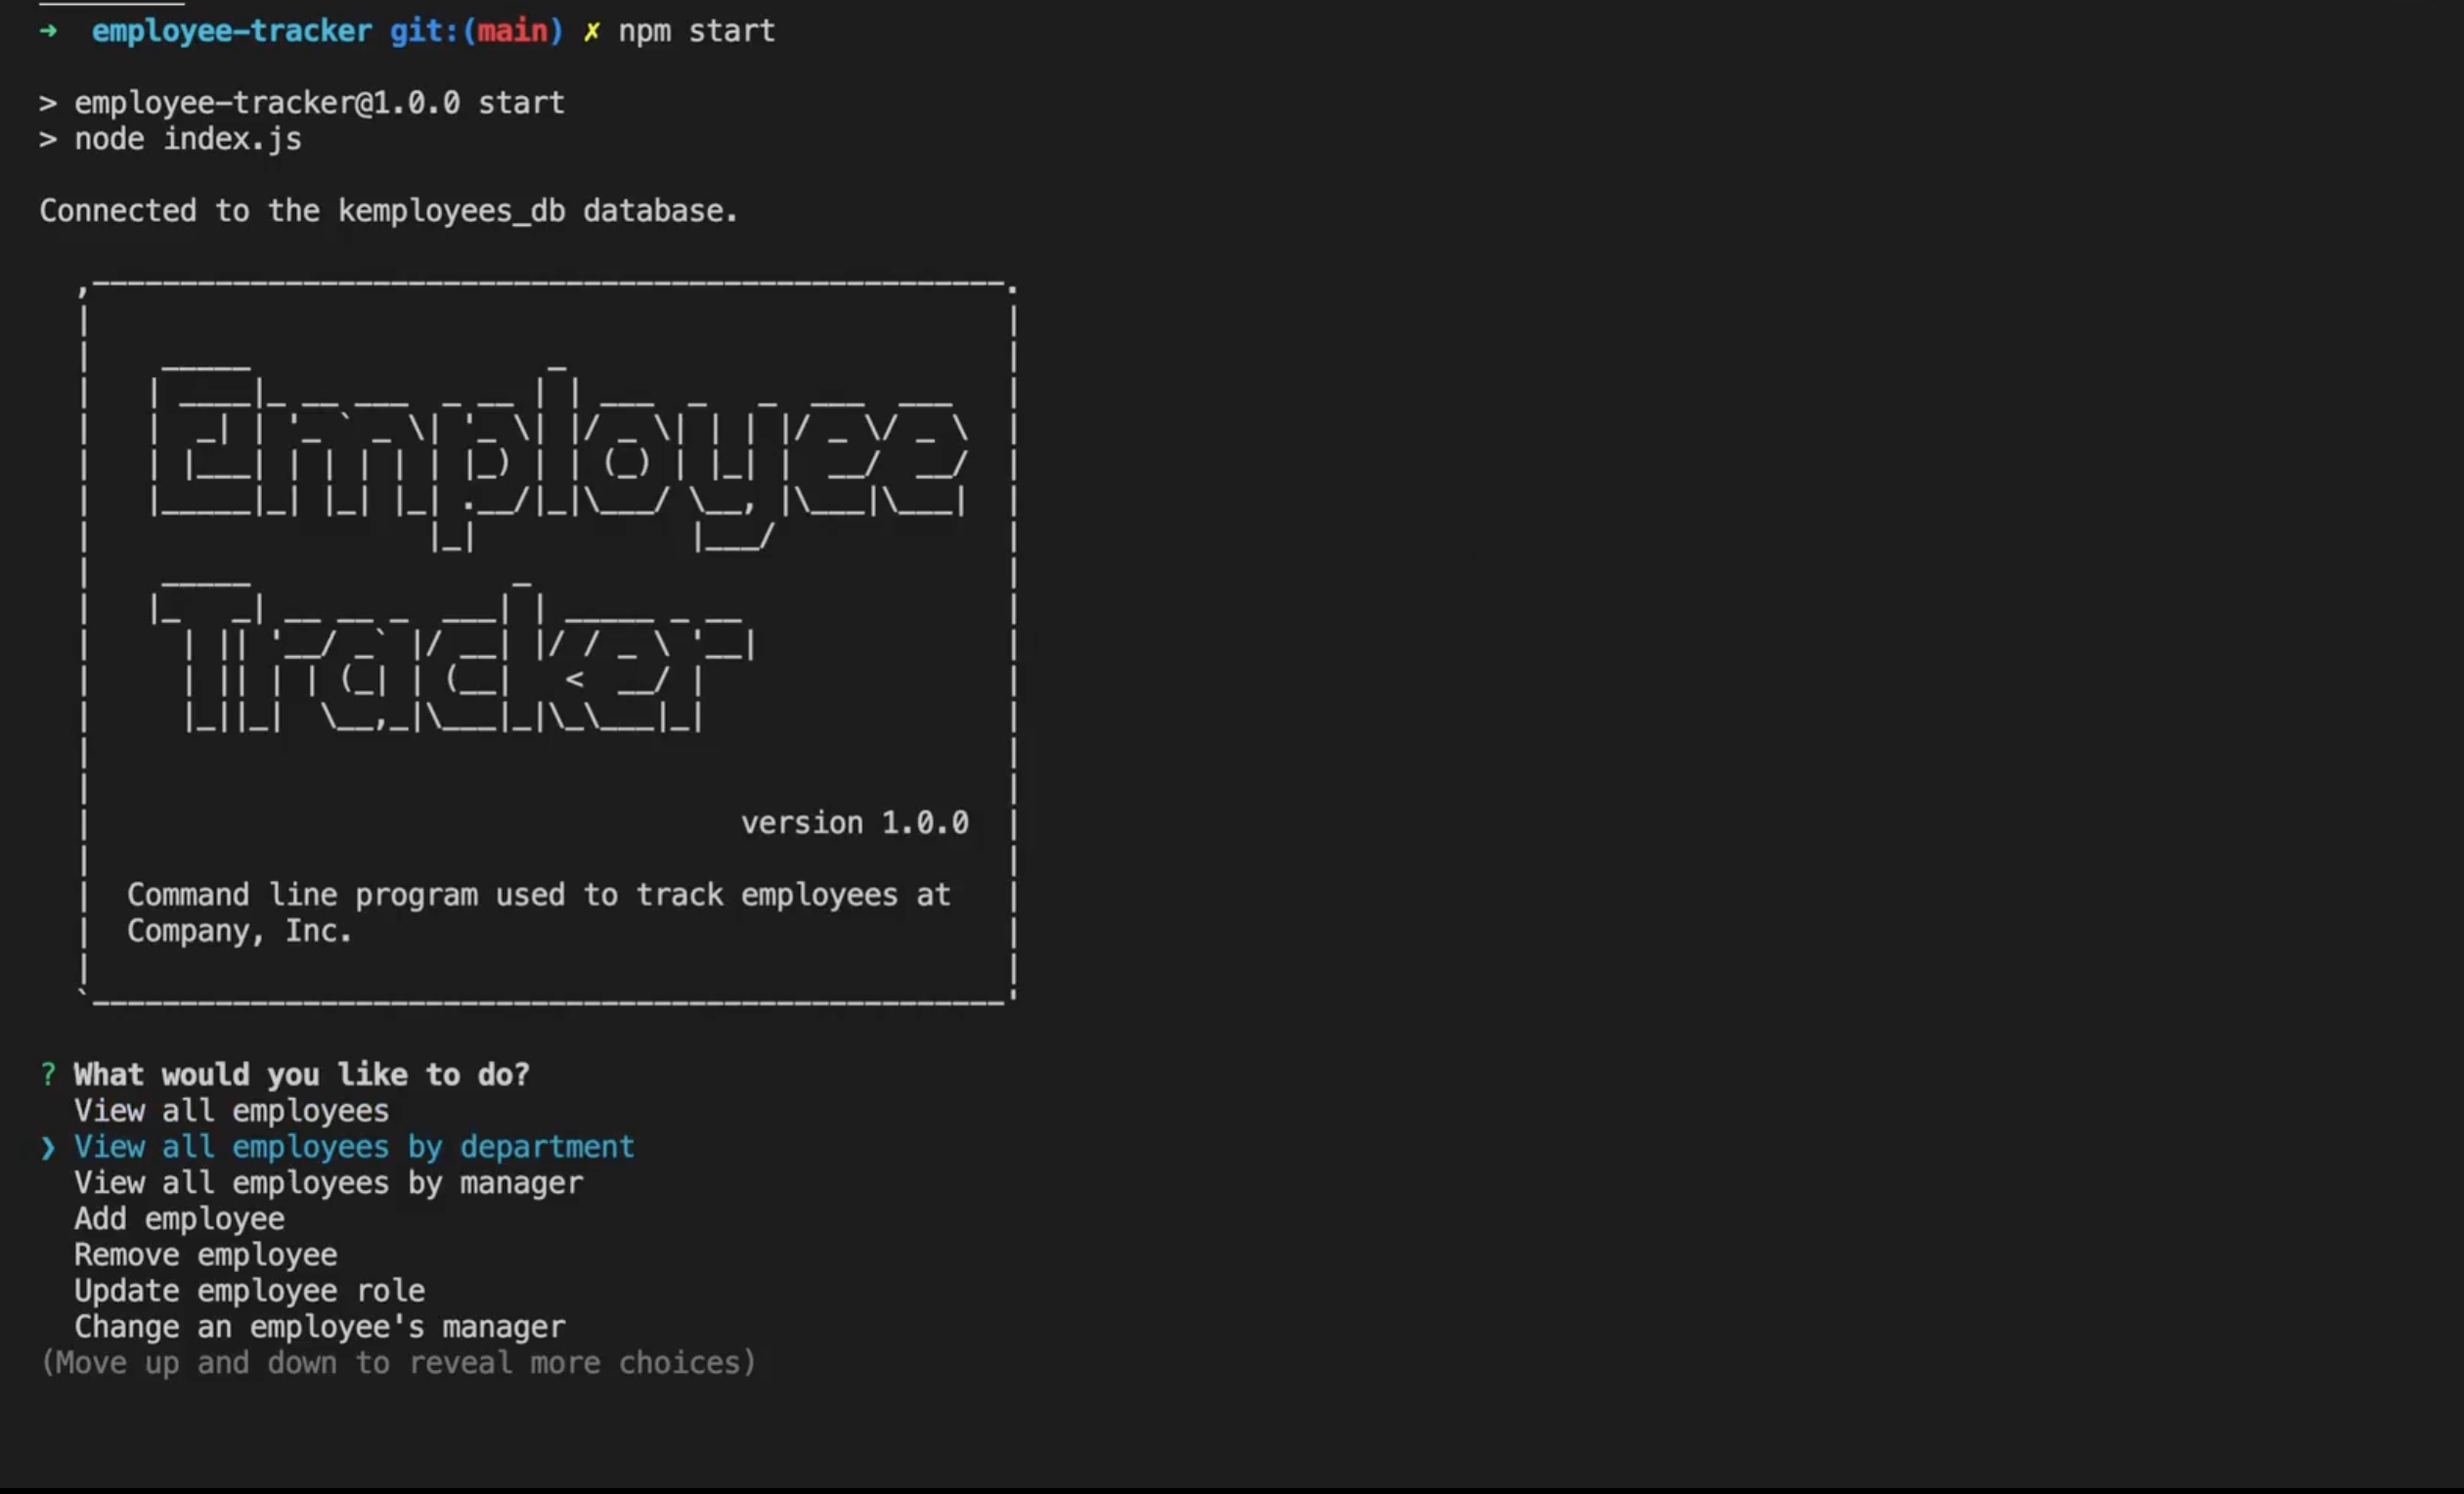 ➜  employee-tracker git:(main) ✗ npm start
> employee-tracker@1.0.0 start
> node index.js
Connected to the kemployees_db database.
Employee
Tracker
version 1.0.0
Command line program used to track employees at
Company, Inc.
? What would you like to do?
View all employees
❯ View all employees by department
View all employees by manager
Add employee
Remove employee
Update employee role
Change an employee's manager
(Move up and down to reveal more choices)